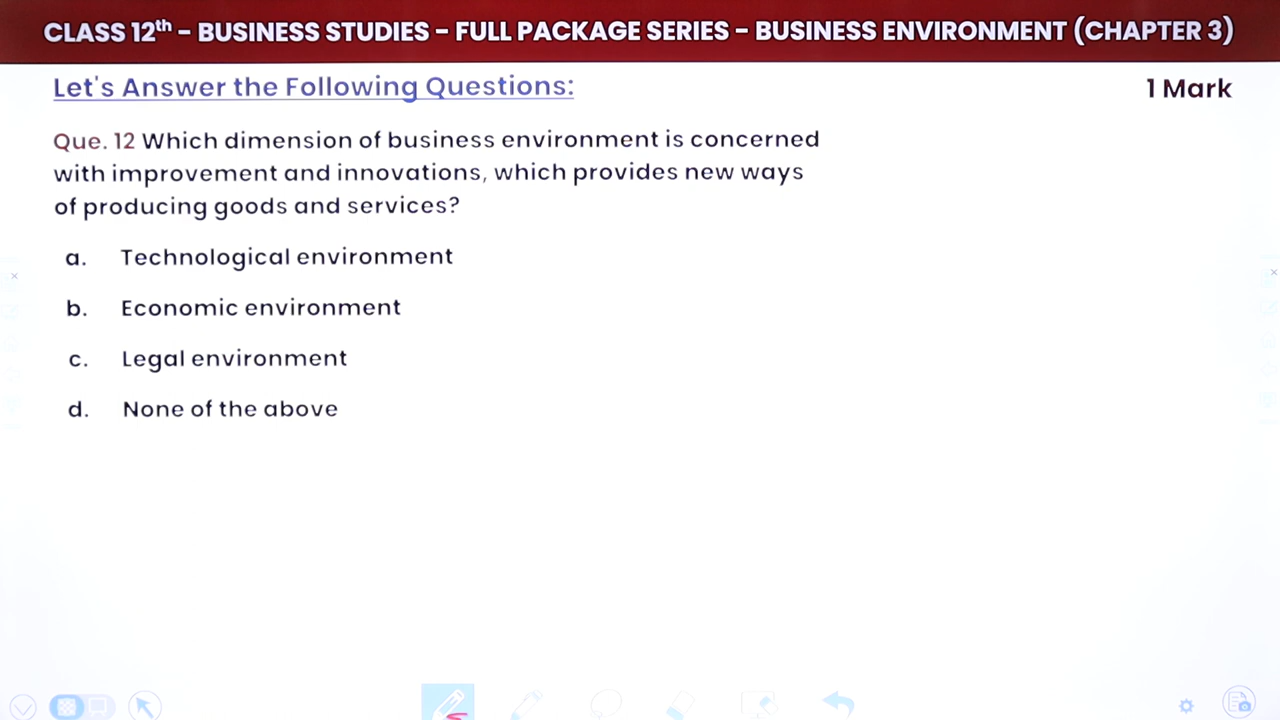 CLASS 12th - BUSINESS STUDIES - FULL PACKAGE SERIES - BUSINESS ENVIRONMENT (CHAPTER 3)
Let's Answer the Following Questions:
1 Mark
Que. 12 Which dimension of business environment is concerned
with improvement and innovations, which provides new ways
of producing goods and services?
a. Technological environment
b. Economic environment
c. Legal environment
d. None of the above